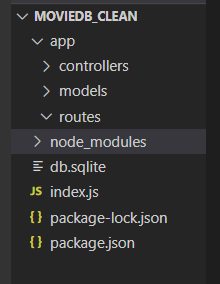 MOVIEDB_CLEAN
app
controllers
models
routes
node_modules
db.sqlite
JS index.js
{} package-lock.json
{} package.json